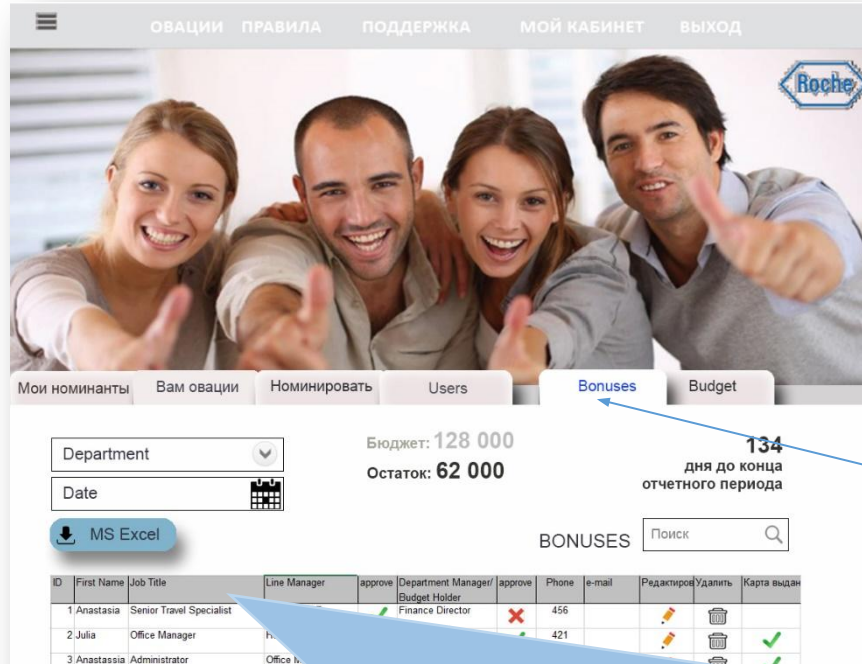 ОВАЦИИ ПРАВИЛА ПОДДЕРЖКА МОЙ КАБИНЕТ ВЫХОД
Roche
Мои номинанты Вам овации Номинировать Users Bonuses Budget
Department
Date
MS Excel
Бюджет: 128 000
Остаток: 62 000
134
дня до конца
отчетного периода
BONUSES Поиск
ID First Name Job Title Line Manager approve Department Manager/ Budget Holder approve Phone e-mail Редактиров Удалить Карта выдан
1 Anastasia Senior Travel Specialist Finance Director 456
2 Julia Office Manager 421
3 Anastassia Administrator Office